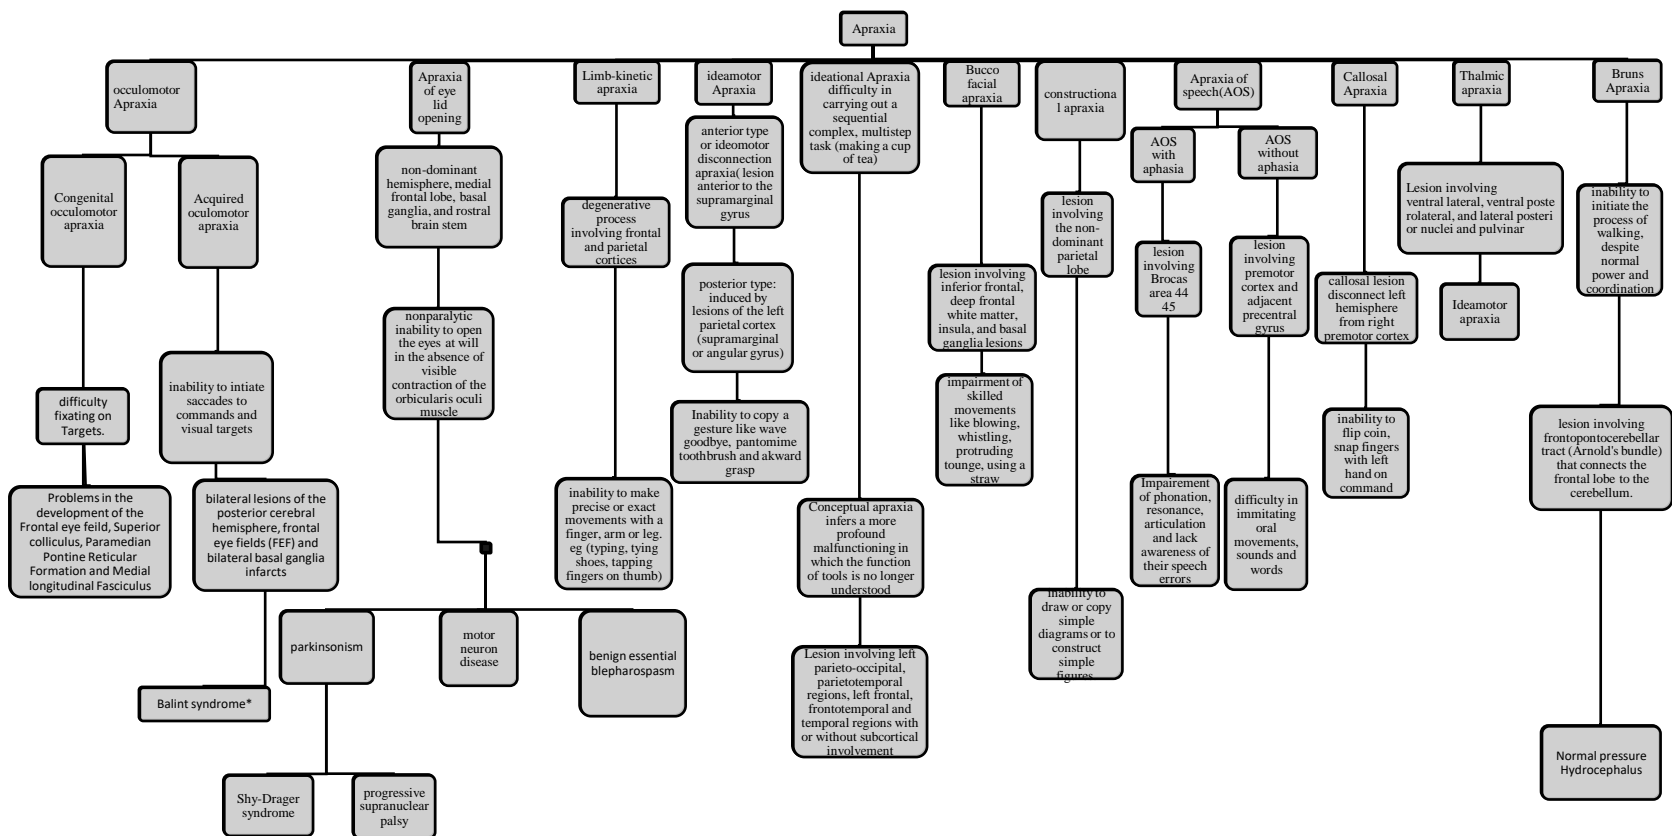 Apraxia
occulomotor
Apraxia
Congenital
occulomotor
apraxia
difficulty
fixating on
Targets.
Problems in the
development of the
Frontal eye feild, Superior
colliculus, Paramedian
Pontine Reticular
Formation and Medial
longitudinal Fasciculus
Acquired
oculomotor
apraxia
inability to intiate
saccades to
commands and
visual targets
bilateral lesions of the
posterior cerebral
hemisphere, frontal
eye fields (FEF) and
bilateral basal ganglia
infarcts
Balint syndrome*
Apraxia
of eye
lid
opening
non-dominant
hemisphere, medial
frontal lobe, basal
ganglia, and rostral
brain stem
nonparalytic
inability to open
the eyes at will
in the absence of
visible
contraction of the
orbicularis oculi
muscle
parkinsonism
Shy-Drager
syndrome
progressive
supranuclear
palsy
motor
neuron
disease
benign essential
blepharospasm
Limb-kinetic
apraxia
degenerative
process
involving frontal
and parietal
cortices
inability to make
precise or exact
movements with a
finger, arm or leg.
eg (typing, tying
shoes, tapping
fingers on thumb)
ideamotor
Apraxia
anterior type
or ideomotor
disconnection
apraxia( lesion
anterior to the
supramarginal
gyrus
posterior type:
induced by
lesions of the left
parietal cortex
(supramarginal
or angular gyrus)
Inability to copy a
gesture like wave
goodbye, pantomime
toothbrush and akward
grasp
ideational Apraxia
difficulty in
carrying out a
sequential
complex, multistep
task (making a cup
of tea)
Conceptual apraxia
infers a more
profound
malfunctioning in
which the function
of tools is no longer
understood
Lesion involving left
parieto-occipital,
parietotemporal
regions, left frontal,
frontotemporal and
temporal regions with
or without subcortical
involvement
Bucco
facial
apraxia
lesion involving
inferior frontal,
deep frontal
white matter,
insula, and basal
ganglia lesions
impairment of
skilled movements
like blowing,
whistling,
protruding
tounge, using a
straw
constructiona
l apraxia
lesion
involving
the non-
dominant
parietal
lobe
inability to
draw or copy
simple
diagrams or to
construct
simple
figures
Apraxia of
speech(AOS)
AOS
with
aphasia
lesion
involving
Brocas
area 44
45
Impairement of
phonation,
resonance,
articulation and
lack awareness of
their speech
errors
AOS
without
aphasia
lesion
involving
premotor
cortex and
adjacent
precentral
gyrus
difficulty in
immitating oral
movements,
sounds and
words
Callosal
Apraxia
callosal lesion
disconnect left
hemisphere
from right
premotor cortex
inability to
flip coin,
snap fingers
with left
hand on
command
Thalmic
apraxia
Lesion involving
ventral lateral, ventral poste
rolateral, and lateral posteri
or nuclei and pulvinar
Ideamotor
apraxia
Bruns
Apraxia
inability to
initiate the
process of
walking,
despite
normal
power and
coordination
lesion involving
frontopontocerebellar
tract (Arnold's bundle)
that connects the
frontal lobe to the
cerebellum.
Normal pressure
Hydrocephalus